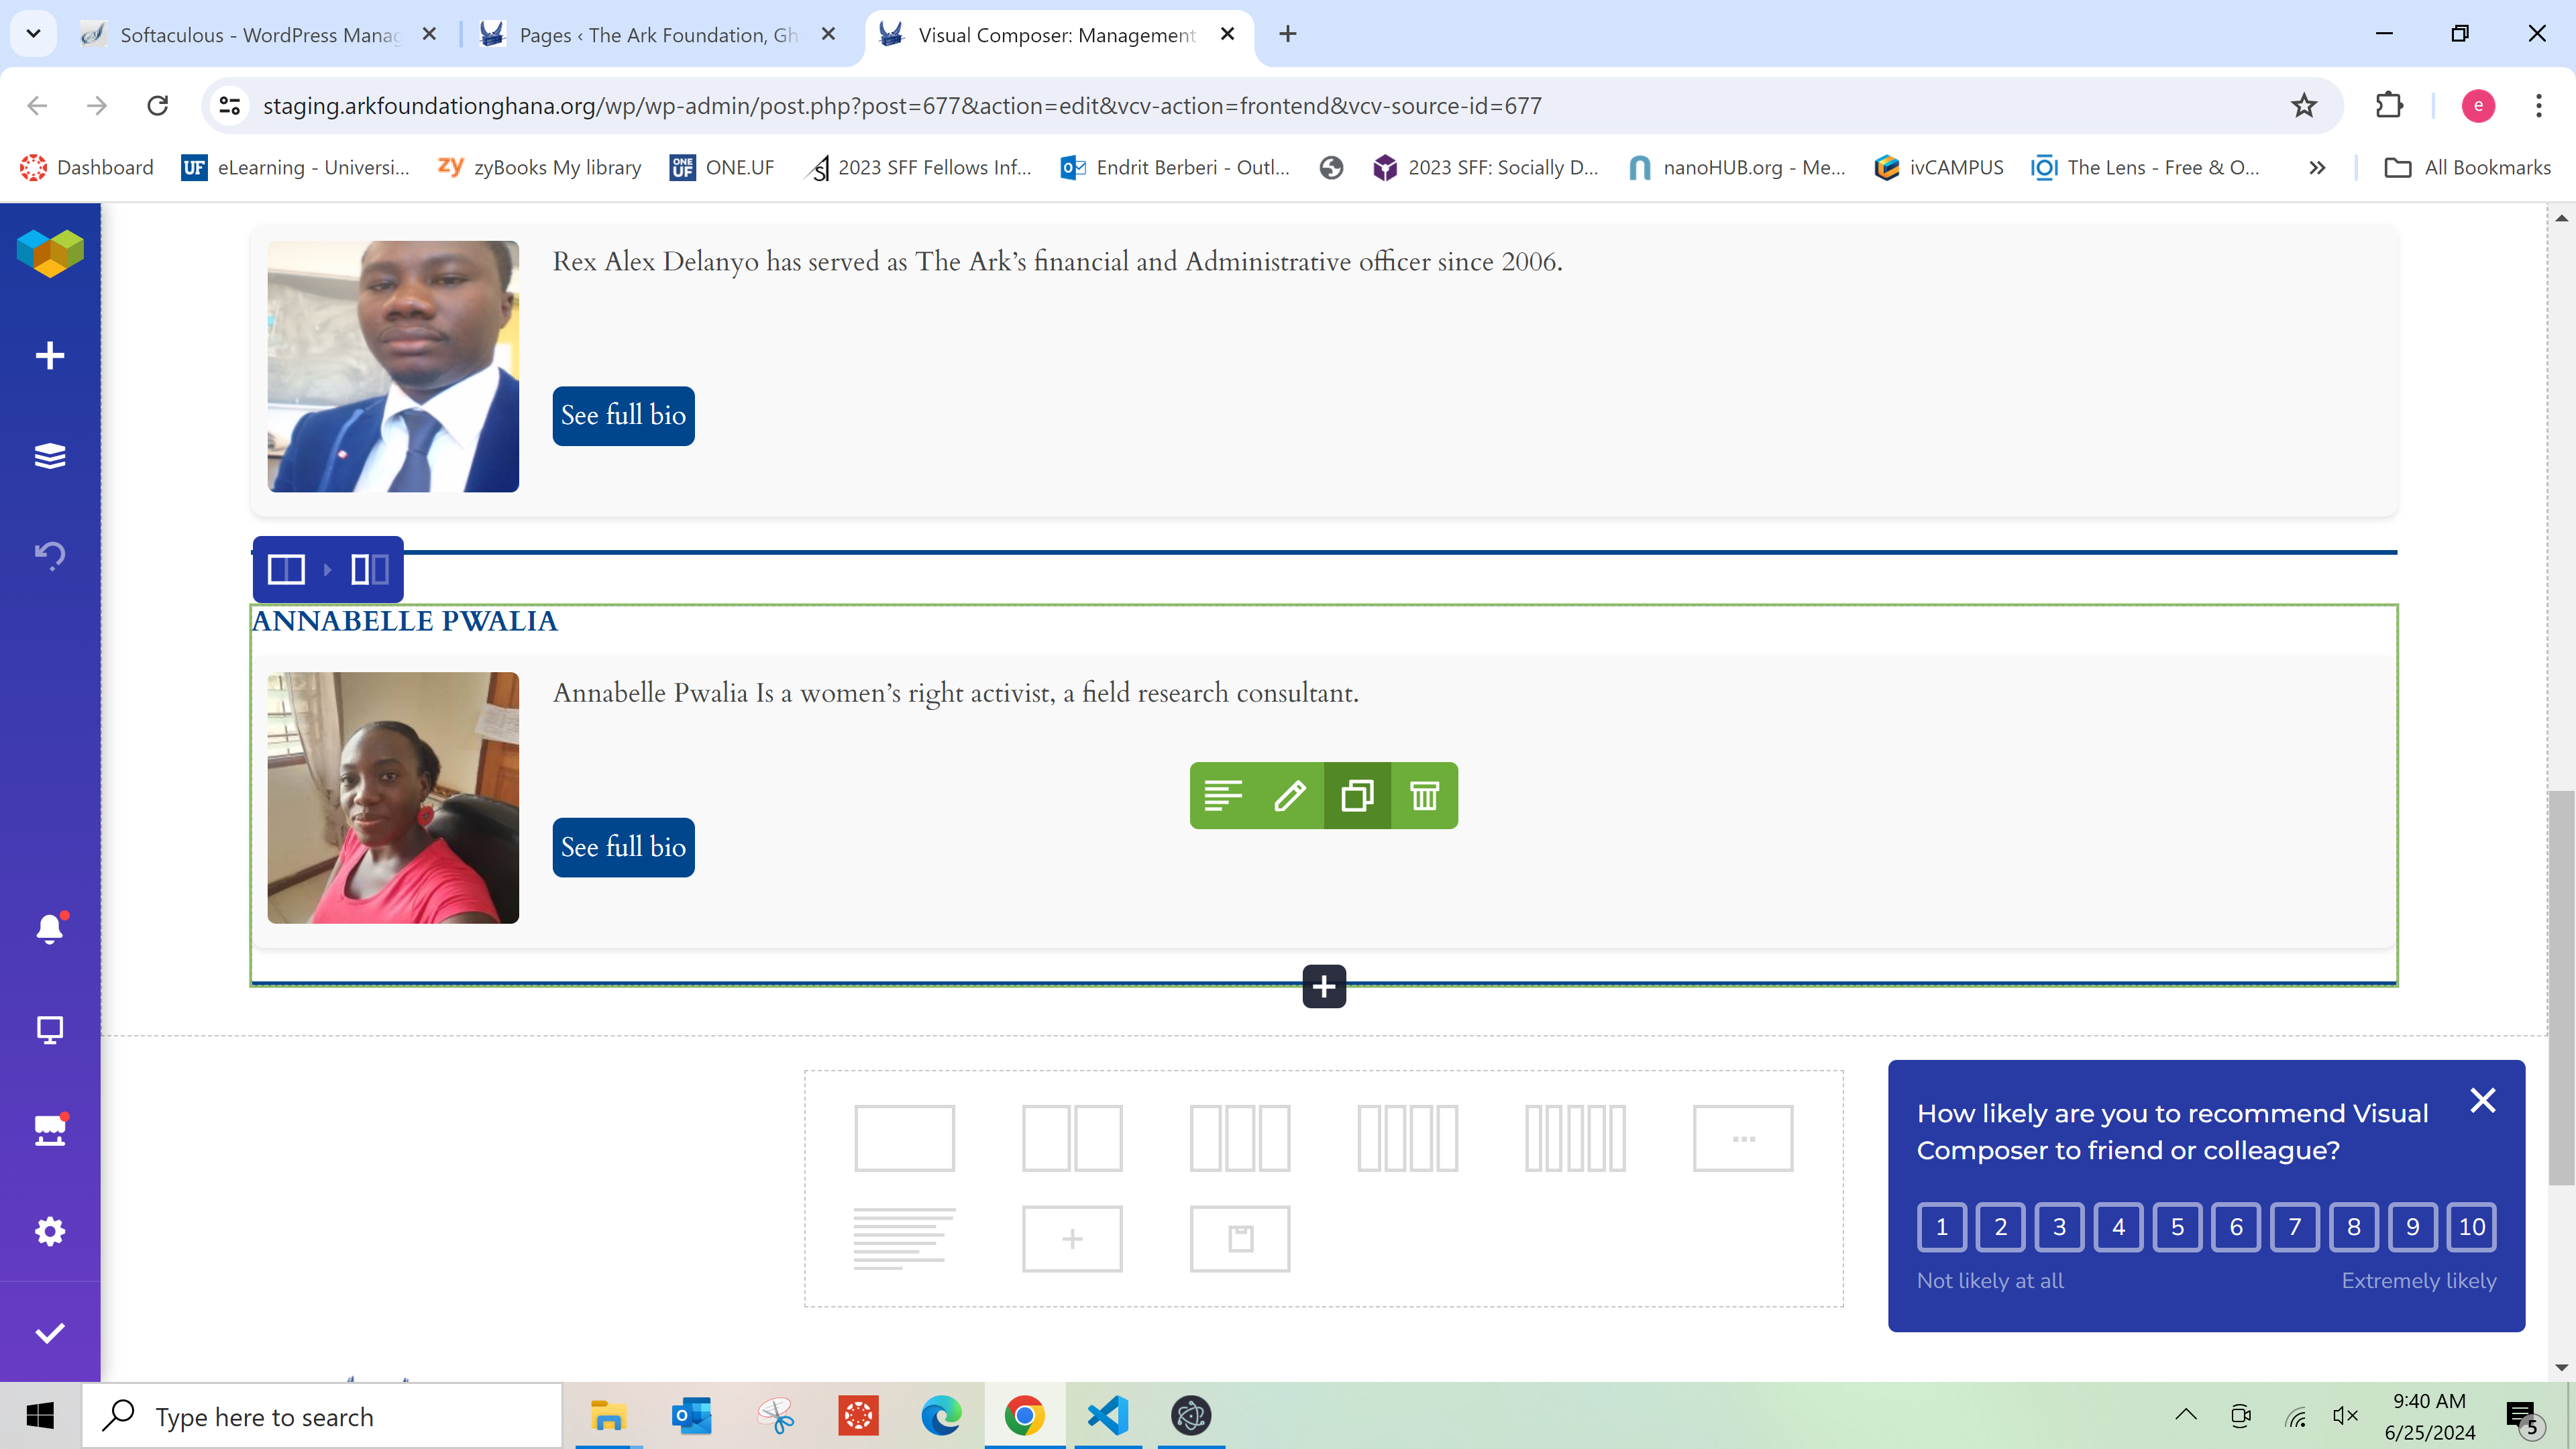 Softaculous - WordPress Manag
Pages ‹ The Ark Foundation, Gh
Visual Composer: Management
staging.arkfoundationghana.org/wp/wp-admin/post.php?post=677&action=edit&vcv-action=frontend&vcv-source-id=677
e
Dashboard
UF eLearning - Universi...
zy zyBooks My library
ONE UF ONE.UF
2023 SFF Fellows Inf...
Endrit Berberi - Outl...
2023 SFF: Socially D...
nanoHUB.org - Me...
ivCAMPUS
The Lens - Free & O...
All Bookmarks
Rex Alex Delanyo has served as The Ark’s financial and Administrative officer since 2006.
See full bio
ANNABELLE PWALIA
Annabelle Pwalia Is a women’s right activist, a field research consultant.
See full bio
How likely are you to recommend Visual
Composer to friend or colleague?
1 2 3 4 5 6 7 8 9 10
Not likely at all Extremely likely
Type here to search
9:40 AM
6/25/2024
5